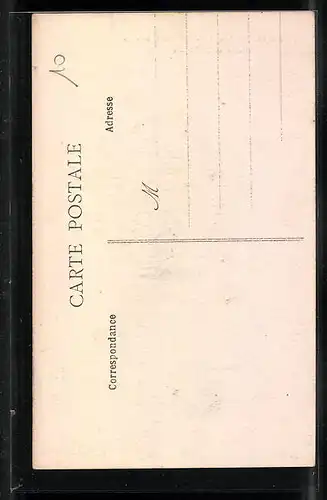 10
CARTE POSTALE
Correspondance
Adresse
M